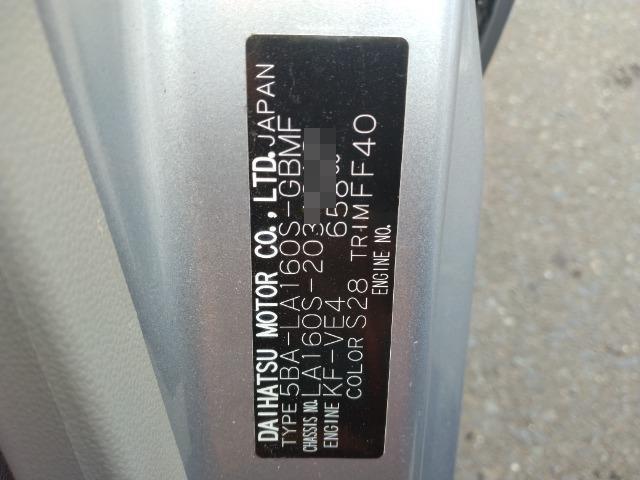 DAIHATSU MOTOR CO., LTD. JAPAN
TYPE 5BA-LA160S-GBMF
CHASSIS NO. LA160S-203
ENGINE KF-VE4 658
COLOR S28 TRIM FF40
ENGINE NO.